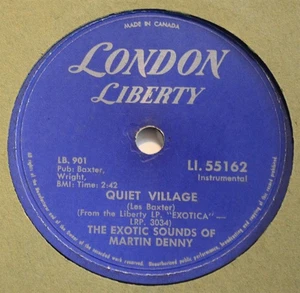 MADE IN CANADA
LONDON
LIBERTY
LB. 901
Pub: Baxter,
Wright,
BMI: Time: 2:42
LI. 55162
Instrumental
QUIET VILLAGE
(Les Baxter)
(From the Liberty LP, "EXOTICA" —
LRP. 3034)
THE EXOTIC SOUNDS OF
MARTIN DENNY